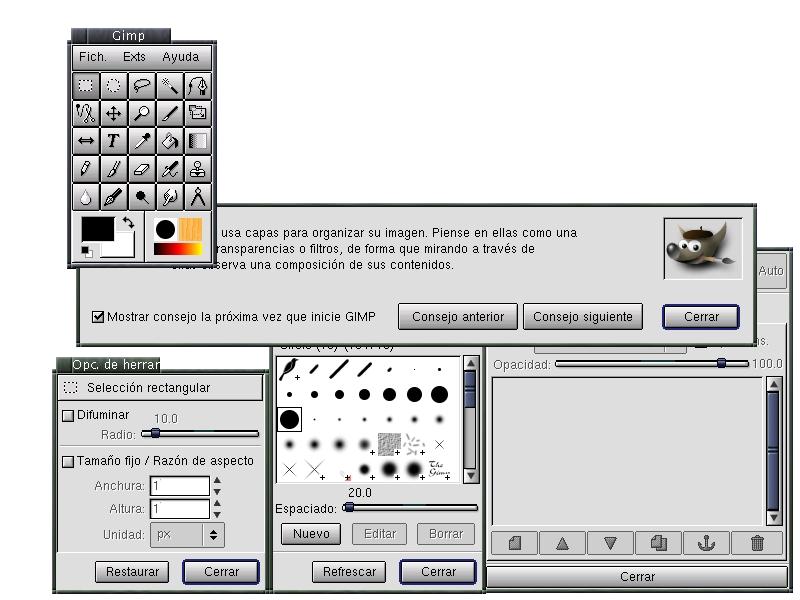 Gimp
Fich. Exts Ayuda
usa capas para organizar su imagen. Piense en ellas como una
transparencias o filtros, de forma que mirando a través de
observa una composición de sus contenidos.
Mostrar consejo la próxima vez que inicie GIMP
Consejo anterior
Consejo siguiente
Cerrar
Auto
Opc. de herrar
Selección rectangular
Difuminar
10.0
Radio:
Tamaño fijo / Razón de aspecto
Anchura: 1
Altura: 1
Unidad: px
Restaurar
Cerrar
The Gimp
20.0
Espaciado:
Nuevo
Editar
Borrar
Refrescar
Cerrar
Opacidad: 100.0
Cerrar